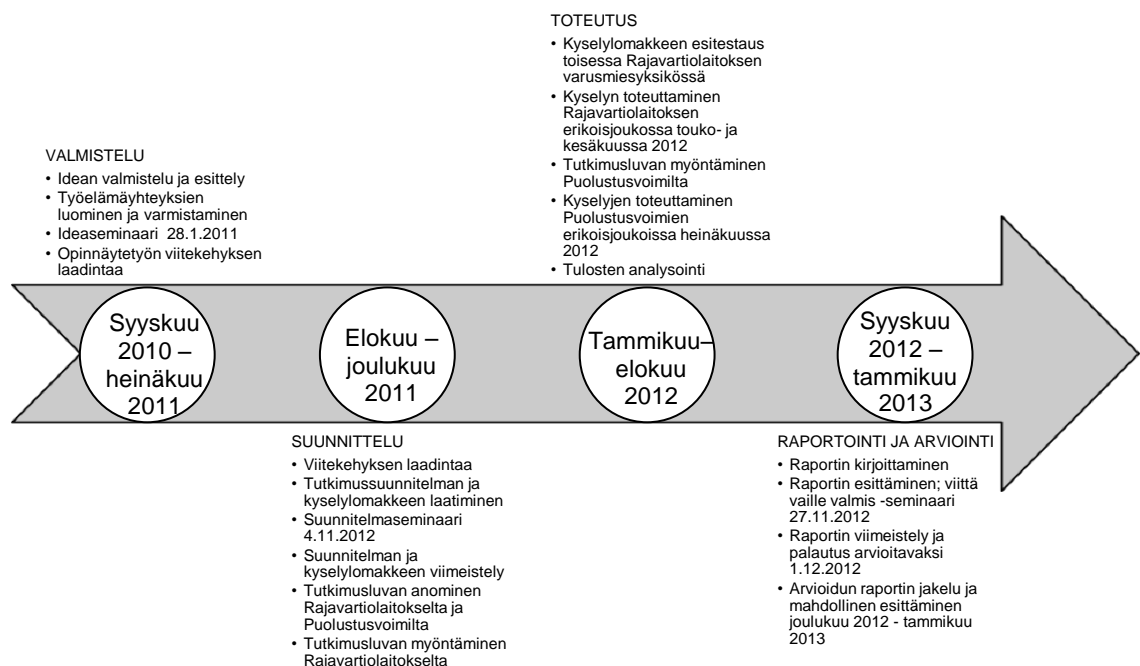 VALMISTELU
• Idean valmistelu ja esittely
• Työelämäyhteyksien
luominen ja varmistaminen
• Ideaseminaari 28.1.2011
• Opinnäytetyön viitekehyksen
laadintaa
Syyskuu
2010 –
heinäkuu
2011
Elokuu –
joulukuu
2011
SUUNNITTELU
• Viitekehyksen laadintaa
• Tutkimussuunnitelman ja
kyselylomakkeen laatiminen
• Suunnitelmaseminaari
4.11.2012
• Suunnitelman ja
kyselylomakkeen viimeistely
• Tutkimusluvan anominen
Rajavartiolaitokselta ja
Puolustusvoimilta
• Tutkimusluvan myöntäminen
Rajavartiolaitokselta
TOTEUTUS
• Kyselylomakkeen esitestaus
toisessa Rajavartiolaitoksen
varusmiesyksikössä
• Kyselyn toteuttaminen
Rajavartiolaitoksen
erikoisjoukossa touko- ja
kesäkuussa 2012
• Tutkimusluvan myöntäminen
Puolustusvoimilta
• Kyselyjen toteuttaminen
Puolustusvoimien
erikoisjoukoissa heinäkuussa
2012
• Tulosten analysointi
Tammikuu–
elokuu
2012
Syyskuu
2012 –
tammikuu
2013
RAPORTOINTI JA ARVIOINTI
• Raportin kirjoittaminen
• Raportin esittäminen; viittä
vaille valmis -seminaari
27.11.2012
• Raportin viimeistely ja
palautus arvioitavaksi
1.12.2012
• Arvioidun raportin jakelu ja
mahdollinen esittäminen
joulukuu 2012 - tammikuu
2013